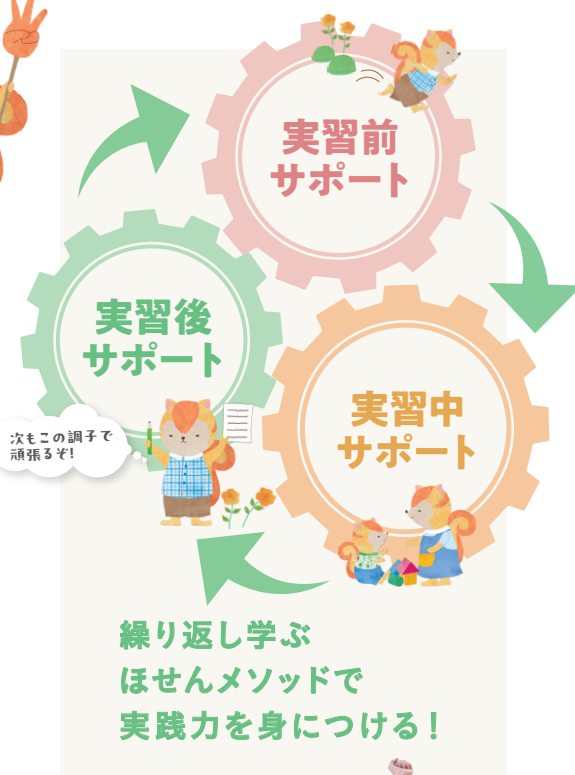 実習前
サポート
実習後
サポート
実習中
サポート
次もこの調子で
頑張るぞ!
繰り返し学ぶ
ほせんメソッドで
実践力を身につける!